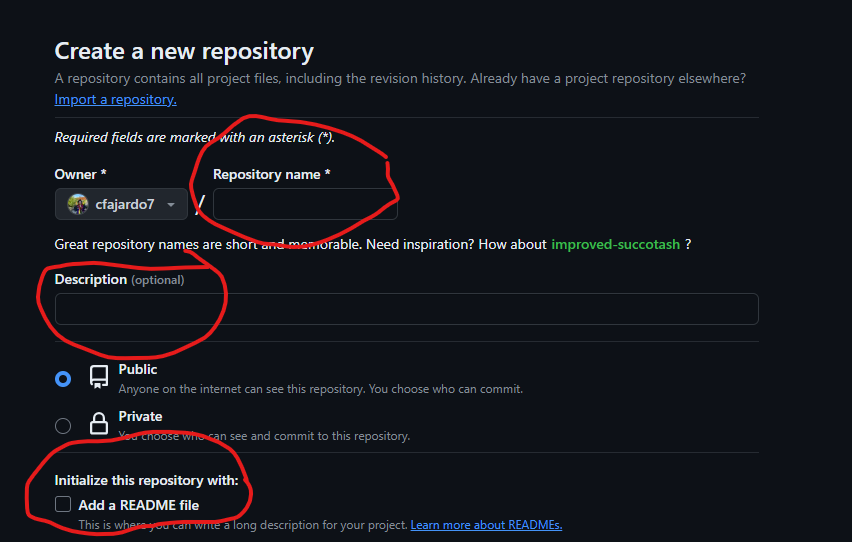 Create a new repository
A repository contains all project files, including the revision history. Already have a project repository elsewhere?
Import a repository.
Required fields are marked with an asterisk (*).
Owner * Repository name *
cfajardo7 /
Great repository names are short and memorable. Need inspiration? How about improved-succotash ?
Description (optional)
Public
Anyone on the internet can see this repository. You choose who can commit.
Private
You choose who can see and commit to this repository.
Initialize this repository with:
Add a README file
This is where you can write a long description for your project. Learn more about READMEs.